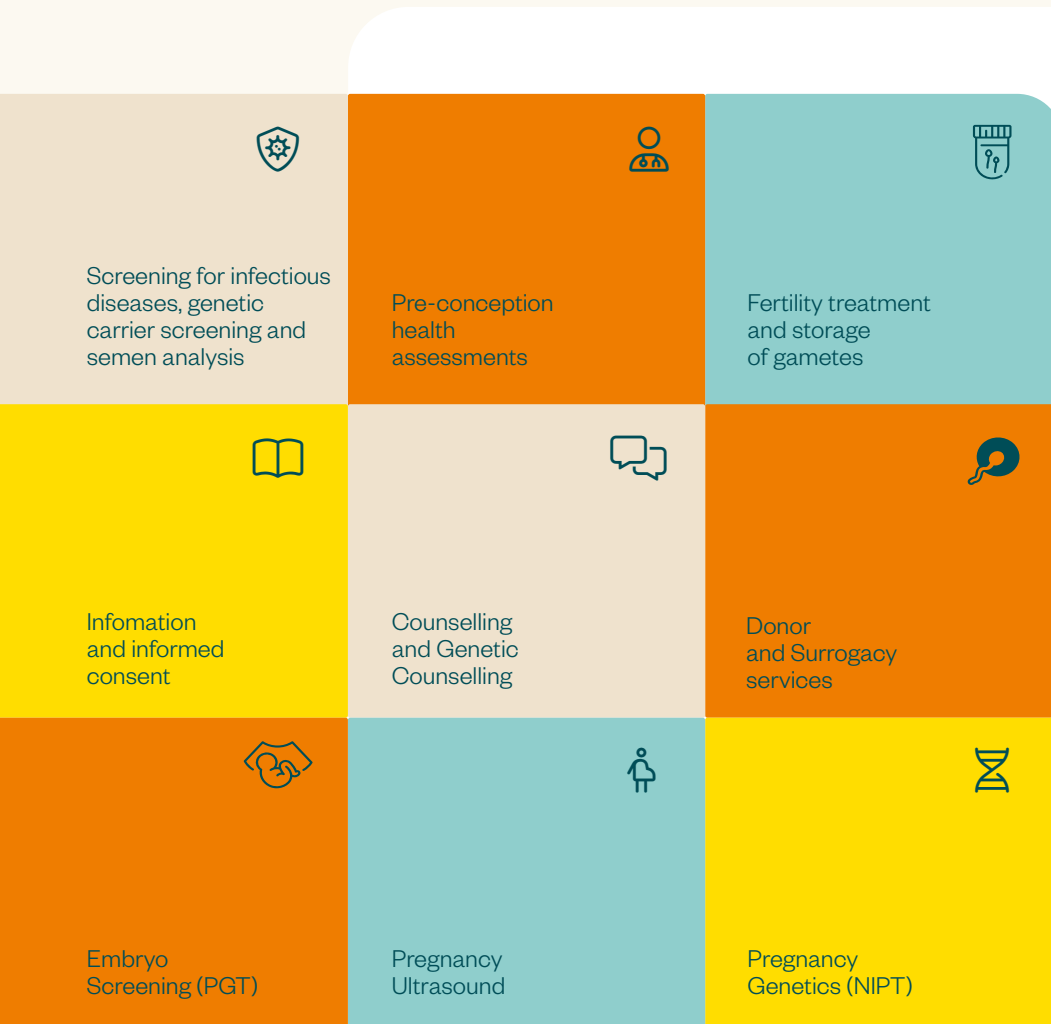 Screening for infectious
diseases, genetic
carrier screening and
semen analysis
Pre-conception
health
assessments
Fertility treatment
and storage
of gametes
Infomation
and informed
consent
Counselling
and Genetic
Counselling
Donor
and Surrogacy
services
Embryo
Screening (PGT)
Pregnancy
Ultrasound
Pregnancy
Genetics (NIPT)